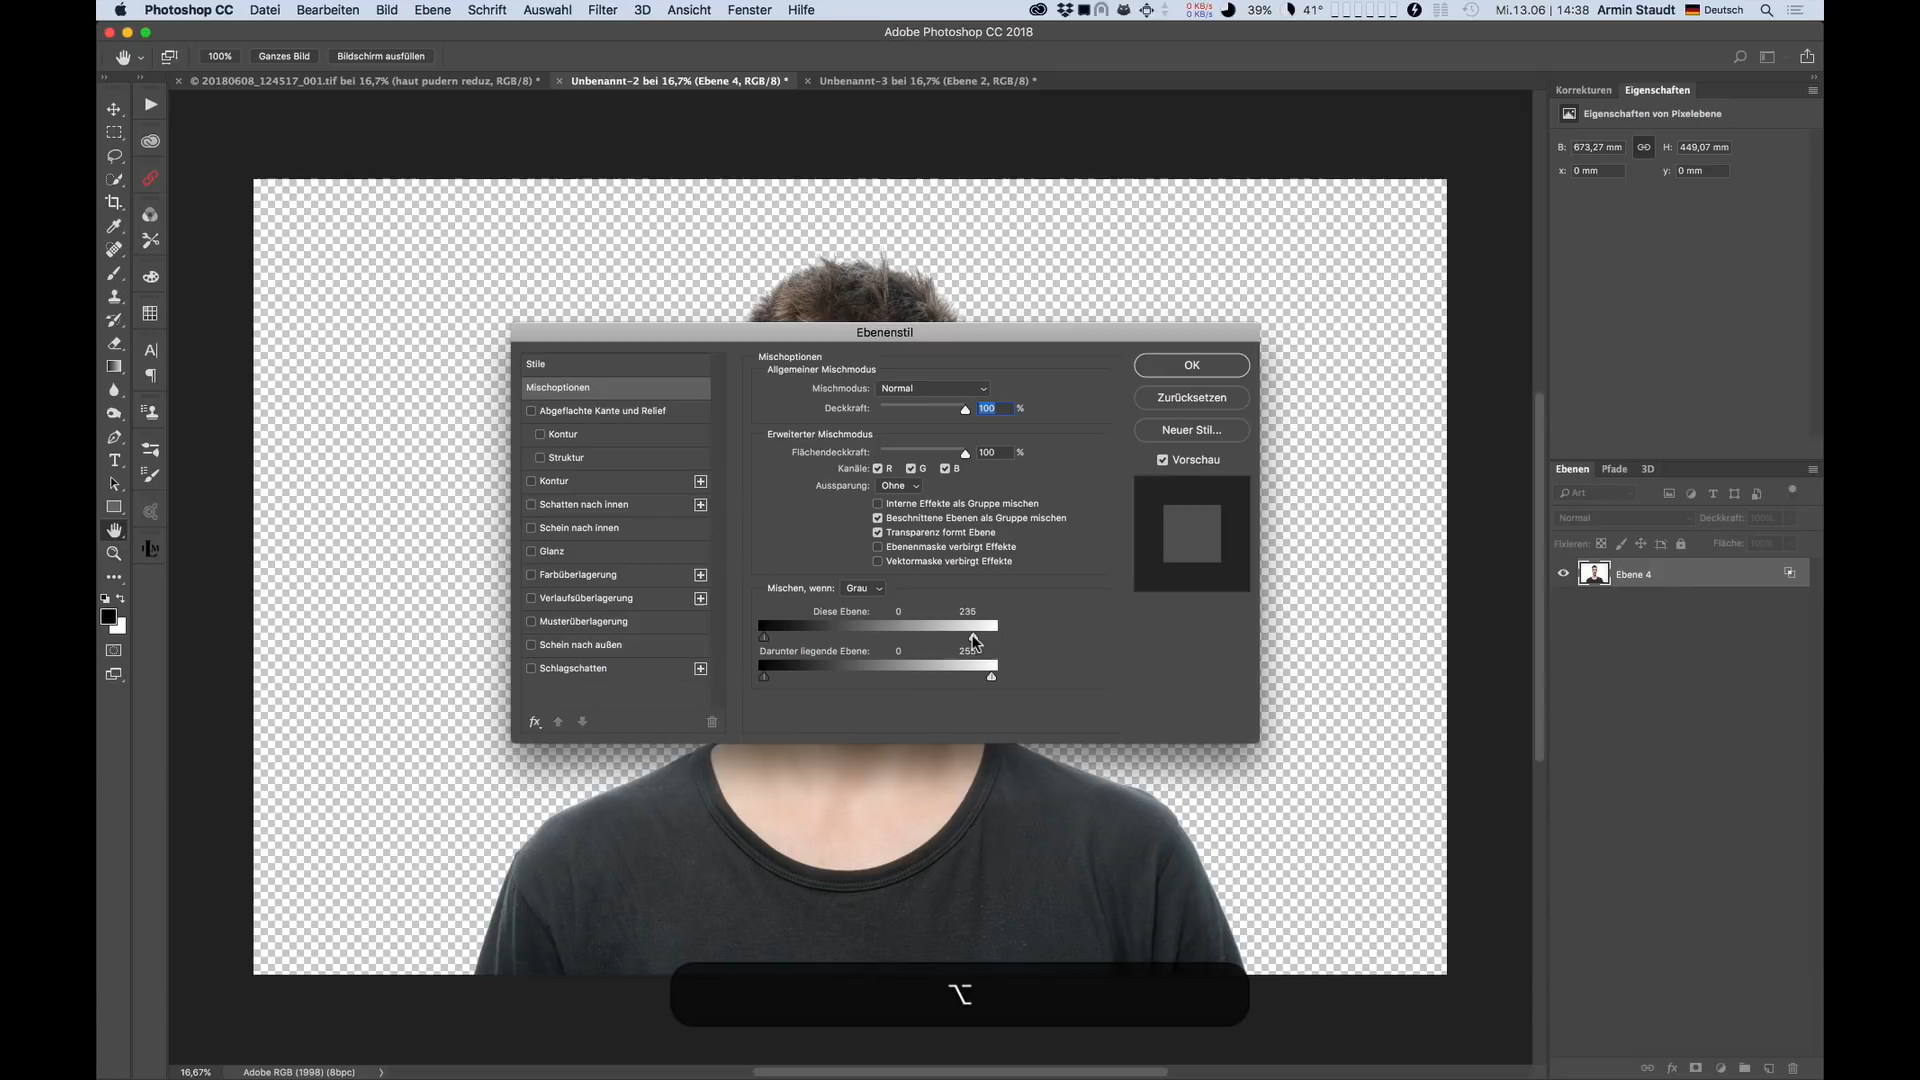 Photoshop CC Datei Bearbeiten Bild Ebene Schrift Auswahl Filter 3D Ansicht Fenster Hilfe 0 KB/s 0 KB/s 39% 41° Mi.13.06 14:38 Armin Staudt Deutsch
Adobe Photoshop CC 2018
100% Ganzes Bild Bildschirm ausfüllen
× © 20180608_124517_001.tif bei 16,7% (haut pudern reduz, RGB/8) * × Unbenannt-2 bei 16,7% (Ebene 4, RGB/8) * × Unbenannt-3 bei 16,7% (Ebene 2, RGB/8) *
Korrekturen Eigenschaften
Eigenschaften von Pixelebene
B: 673,27 mm H: 449,07 mm
x: 0 mm y: 0 mm
Ebenenstil
Stile
Mischoptionen
Abgeflachte Kante und Relief
Kontur
Struktur
Kontur
Schatten nach innen
Schein nach innen
Glanz
Farbüberlagerung
Verlaufsüberlagerung
Musterüberlagerung
Schein nach außen
Schlagschatten
fx
Mischoptionen
Allgemeiner Mischmodus
Mischmodus: Normal
Deckkraft: 100 %
Erweiterter Mischmodus
Flächendeckkraft: 100 %
Kanäle: R G B
Aussparung: Ohne
Interne Effekte als Gruppe mischen
Beschnittene Ebenen als Gruppe mischen
Transparenz formt Ebene
Ebenenmaske verbirgt Effekte
Vektormaske verbirgt Effekte
Mischen, wenn: Grau
Diese Ebene: 0 235
Darunter liegende Ebene: 0 255
OK
Zurücksetzen
Neuer Stil...
Vorschau
Ebenen Pfade 3D
Art
Normal Deckkraft: 100%
Fixieren: Fläche: 100%
Ebene 4
⌥
16,67% Adobe RGB (1998) (8bpc)
fx